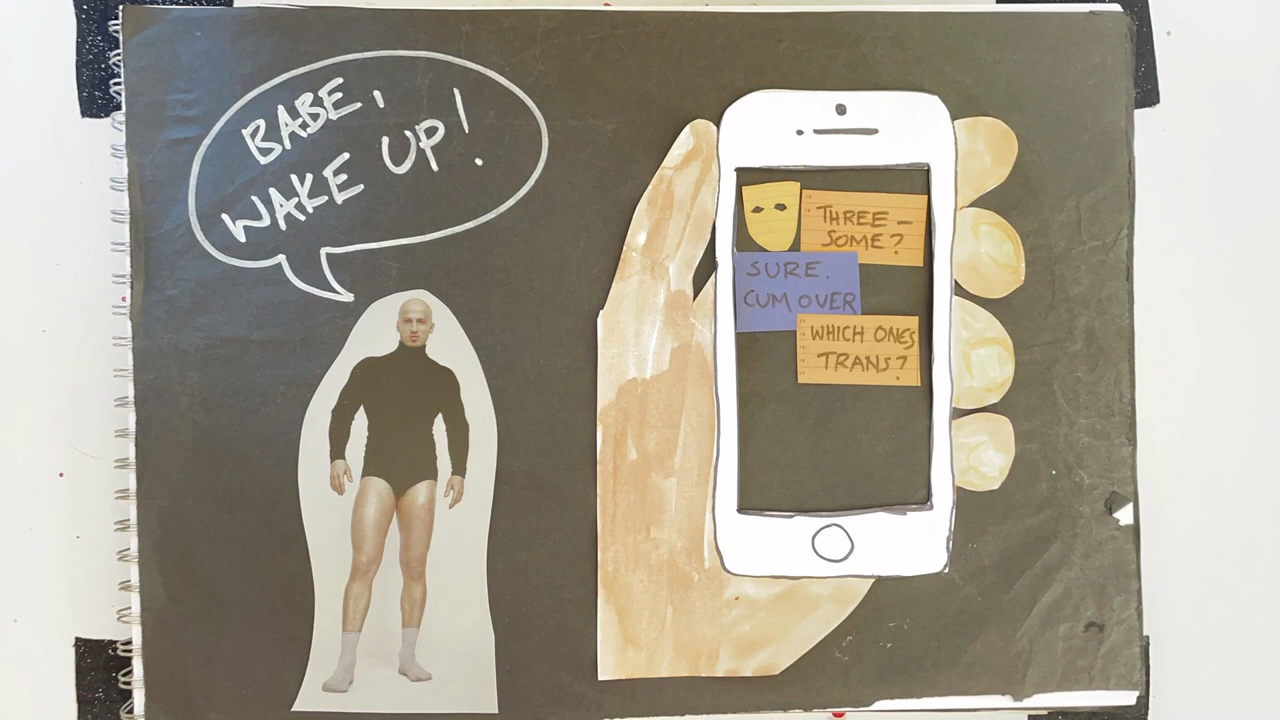 BABE,
WAKE UP!
THREE-
SOME?
SURE.
CUM OVER
WHICH ONES
TRANS?